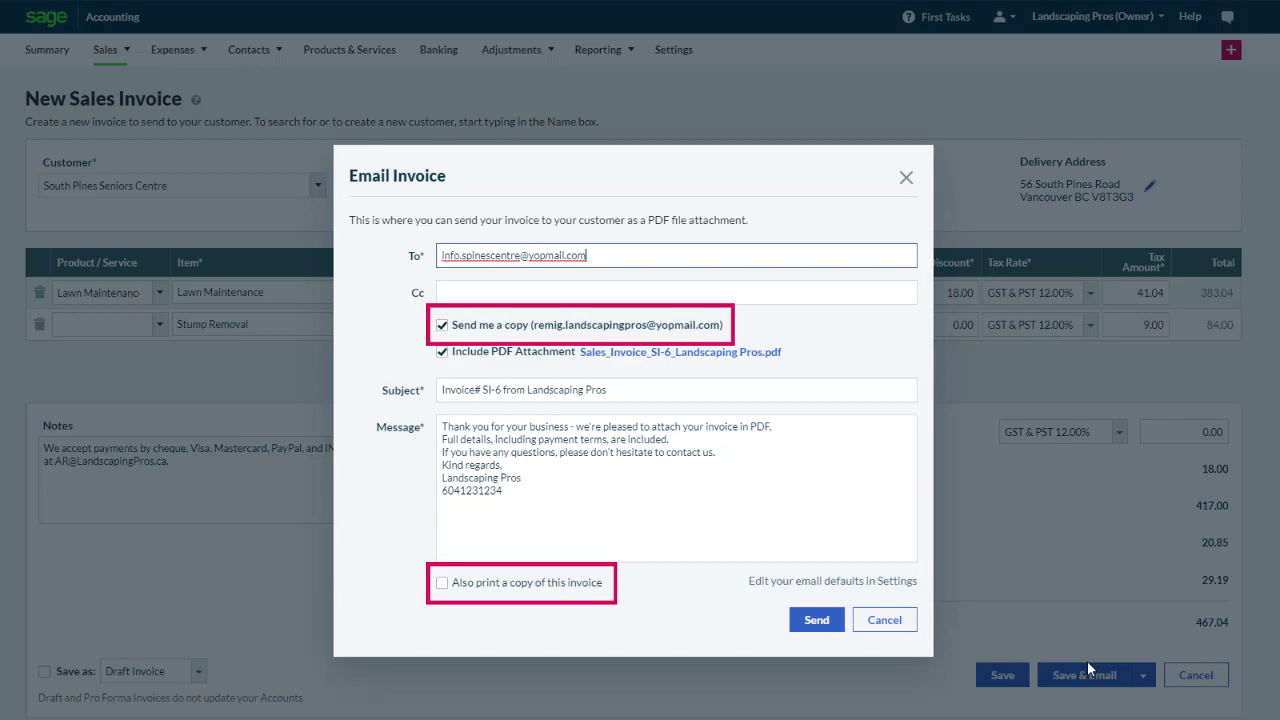 sage Accounting First Tasks Landscaping Pros (Owner) Help
Summary Sales Expenses Contacts Products & Services Banking Adjustments Reporting Settings
New Sales Invoice
Create a new invoice to send to your customer. To search for or to create a new customer, start typing in the Name box.
Customer*
South Pines Seniors Centre
Delivery Address
56 South Pines Road
Vancouver BC V8T3G3
Product / Service Item* Discount* Tax Rate* Tax Amount* Total
Lawn Maintenanc Lawn Maintenance 18.00 GST & PST 12.00% 41.04 383.04
Stump Removal 0.00 GST & PST 12.00% 9.00 84.00
Email Invoice
This is where you can send your invoice to your customer as a PDF file attachment.
To* info.spinescentre@yopmail.com
Cc
Send me a copy (remig.landscapingpros@yopmail.com)
Include PDF Attachment Sales_Invoice_SI-6_Landscaping Pros.pdf
Subject* Invoice# SI-6 from Landscaping Pros
Message* Thank you for your business - we're pleased to attach your invoice in PDF.
Full details, including payment terms, are included.
If you have any questions, please don't hesitate to contact us.
Kind regards,
Landscaping Pros
6041231234
Also print a copy of this invoice
Edit your email defaults in Settings
Send Cancel
Notes
We accept payments by cheque, Visa, Mastercard, PayPal, and IN
at AR@LandscapingPros.ca.
GST & PST 12.00% 0.00
18.00
417.00
20.85
29.19
467.04
Save as: Draft Invoice
Save Save & Email Cancel
Draft and Pro Forma Invoices do not update your Accounts